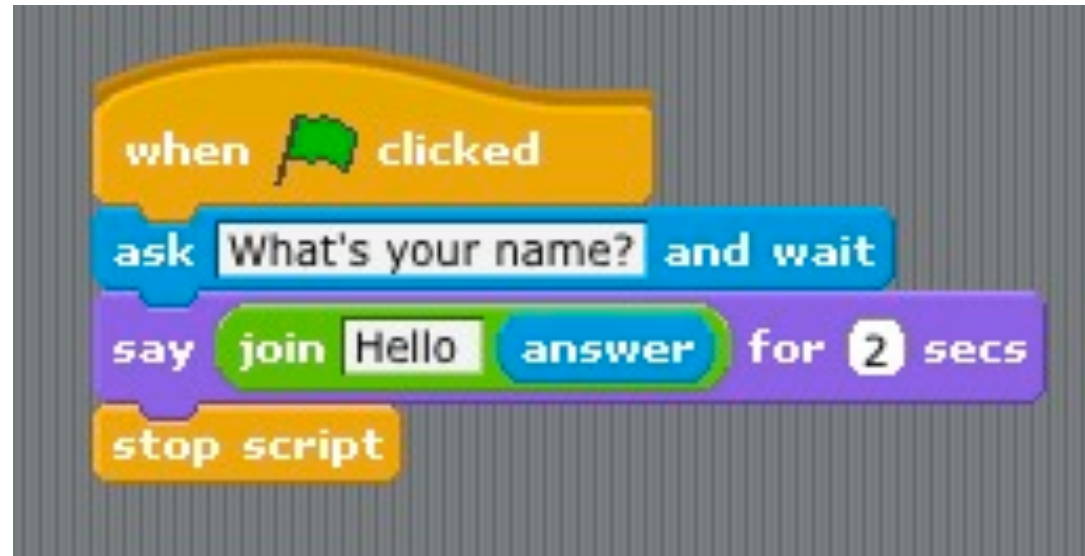 when clicked
ask What's your name? and wait
say join Hello answer for 2 secs
stop script